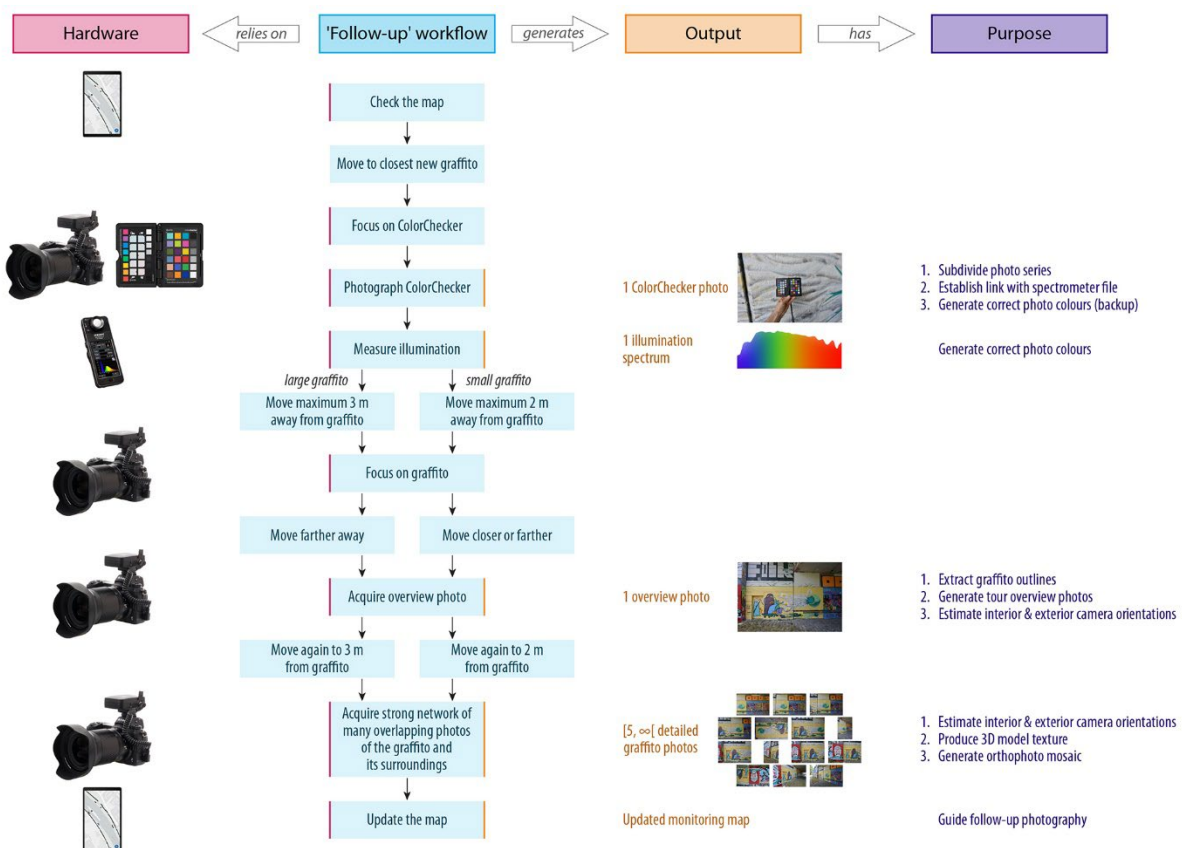 Hardware
relies on
'Follow-up' workflow
generates
Output
has
Purpose
Check the map
Move to closest new graffito
Focus on ColorChecker
Photograph ColorChecker
1 ColorChecker photo
1. Subdivide photo series
2. Establish link with spectrometer file
3. Generate correct photo colours (backup)
Measure illumination
1 illumination
spectrum
Generate correct photo colours
large graffito
small graffito
Move maximum 3 m
away from graffito
Move maximum 2 m
away from graffito
Focus on graffito
Move farther away
Move closer or farther
Acquire overview photo
1 overview photo
1. Extract graffito outlines
2. Generate tour overview photos
3. Estimate interior & exterior camera orientations
Move again to 3 m
from graffito
Move again to 2 m
from graffito
Acquire strong network of
many overlapping photos
of the graffito and
its surroundings
[5, ∞[ detailed
graffito photos
1. Estimate interior & exterior camera orientations
2. Produce 3D model texture
3. Generate orthophoto mosaic
Update the map
Updated monitoring map
Guide follow-up photography